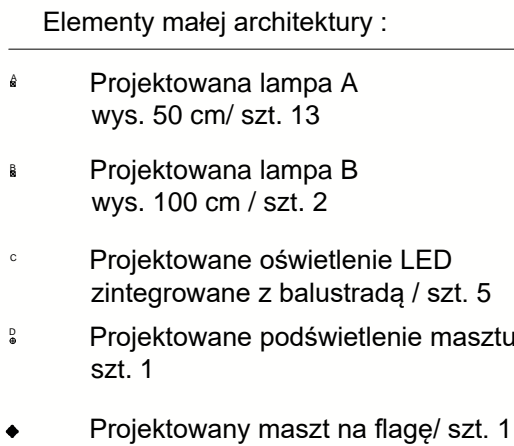 Elementy małej architektury :
A Projektowana lampa A
wys. 50 cm/ szt. 13
B Projektowana lampa B
wys. 100 cm / szt. 2
C Projektowane oświetlenie LED
zintegrowane z balustradą / szt. 5
D Projektowane podświetlenie masztu
szt. 1
Projektowany maszt na flagę/ szt. 1